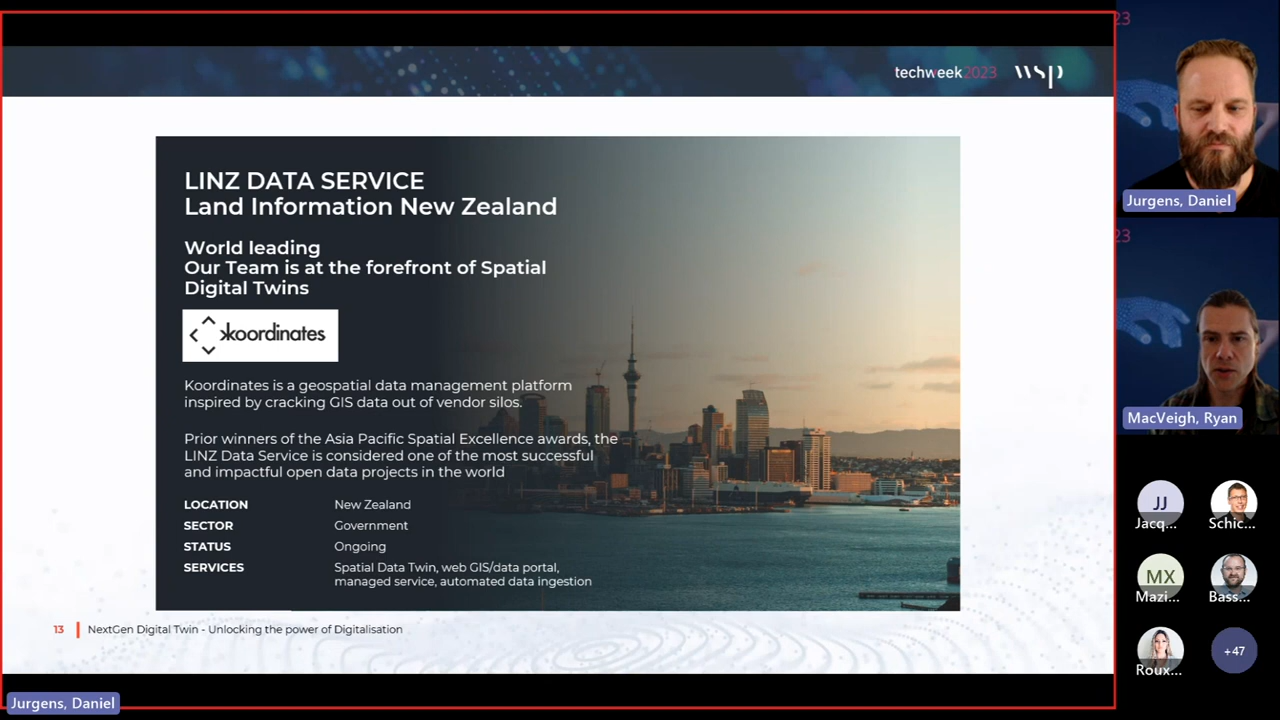 techweek2023 wsp
LINZ DATA SERVICE
Land Information New Zealand
World leading
Our Team is at the forefront of Spatial
Digital Twins
koordinates
Koordinates is a geospatial data management platform
inspired by cracking GIS data out of vendor silos.
Prior winners of the Asia Pacific Spatial Excellence awards, the
LINZ Data Service is considered one of the most successful
and impactful open data projects in the world
LOCATION New Zealand
SECTOR Government
STATUS Ongoing
SERVICES Spatial Data Twin, web GIS/data portal,
managed service, automated data ingestion
13 NextGen Digital Twin - Unlocking the power of Digitalisation
Jurgens, Daniel
23
Jurgens, Daniel
23
MacVeigh, Ryan
JJ
Jacq... Schic...
MX
Mazi... Bass...
Roux... +47